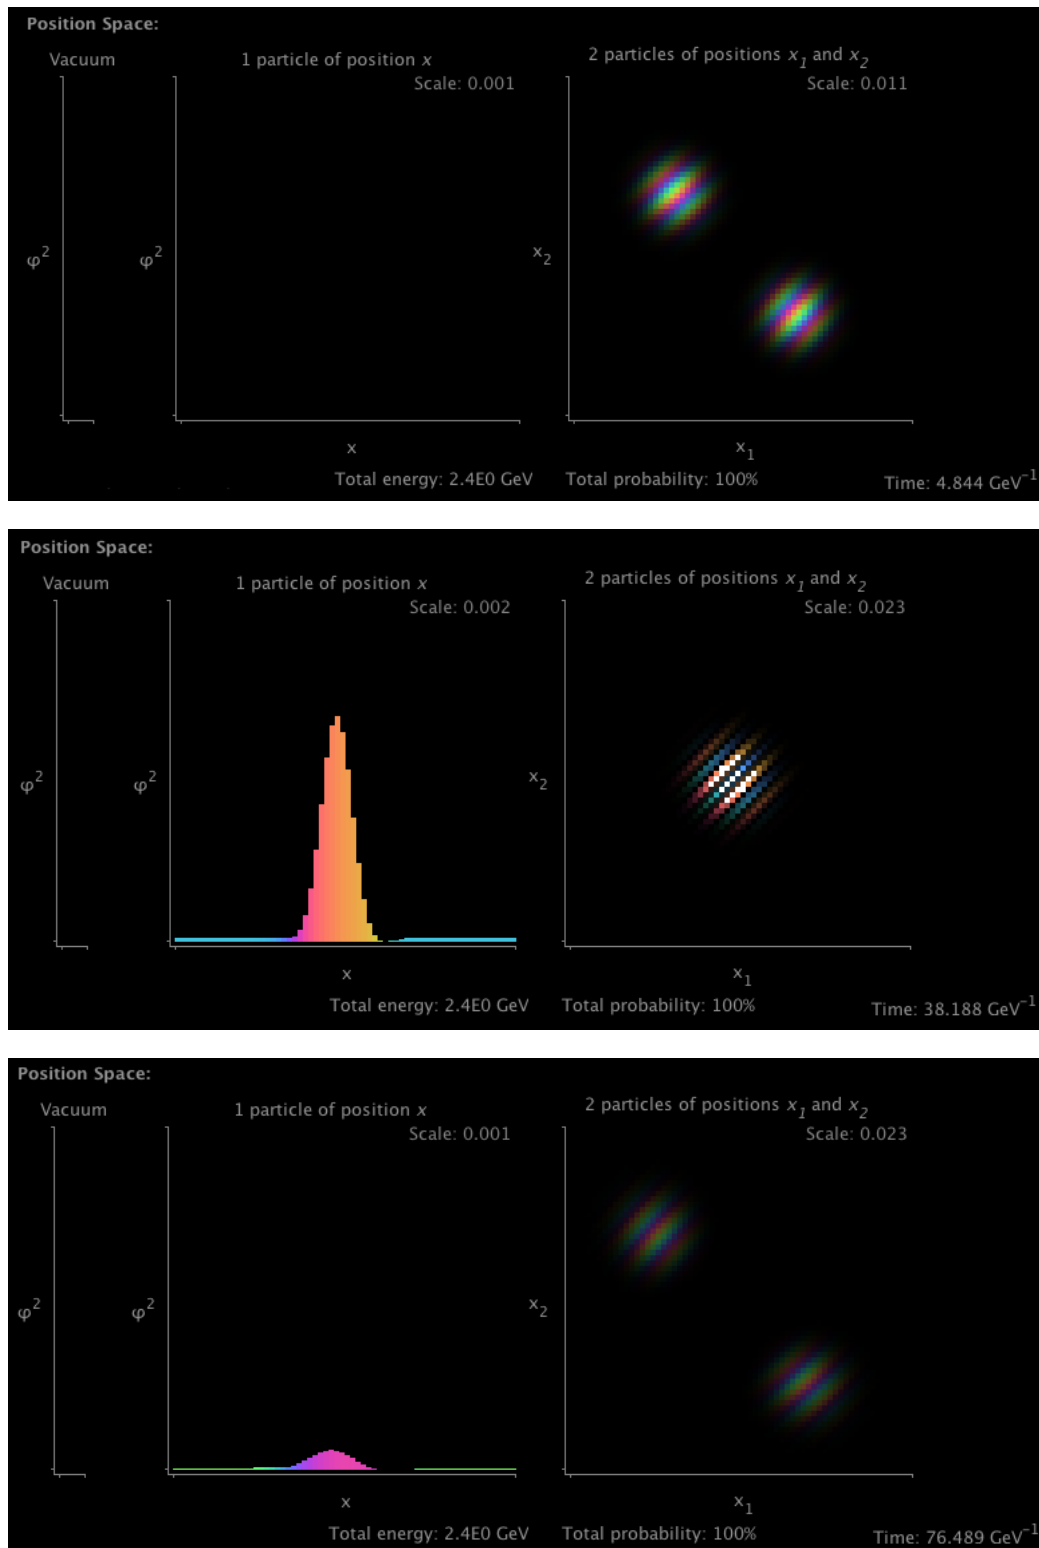 Position Space:
Vacuum
1 particle of position x
2 particles of positions x₁ and x₂
Scale: 0.001
Scale: 0.011
φ²
φ²
x₂
x
x₁
Total energy: 2.4E0 GeV
Total probability: 100%
Time: 4.844 GeV⁻¹
Position Space:
Vacuum
1 particle of position x
2 particles of positions x₁ and x₂
Scale: 0.002
Scale: 0.023
φ²
φ²
x₂
x
x₁
Total energy: 2.4E0 GeV
Total probability: 100%
Time: 38.188 GeV⁻¹
Position Space:
Vacuum
1 particle of position x
2 particles of positions x₁ and x₂
Scale: 0.001
Scale: 0.023
φ²
φ²
x₂
x
x₁
Total energy: 2.4E0 GeV
Total probability: 100%
Time: 76.489 GeV⁻¹